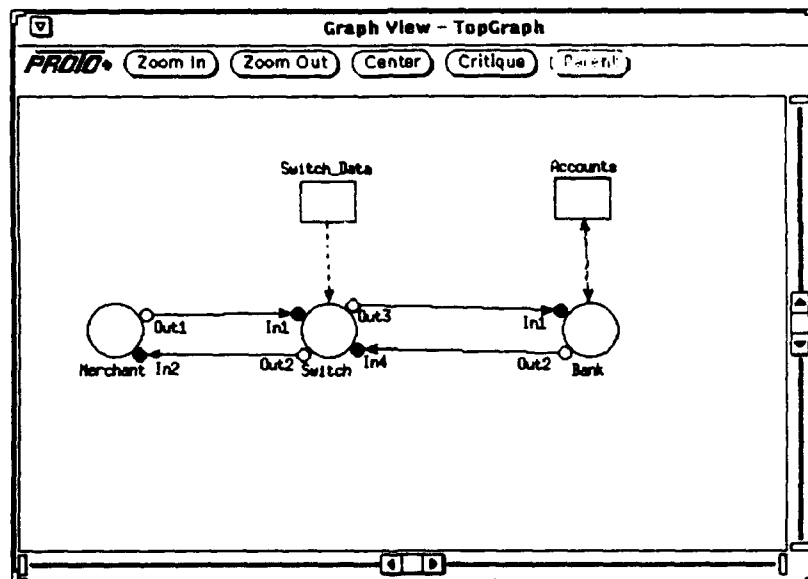 Graph View - TopGraph
PROTO+ Zoom In Zoom Out Center Critique Parent
Switch_Data Accounts
Out1 In1 Out3 In1
Merchant In2 Out2 Switch In4 Out2 Bank